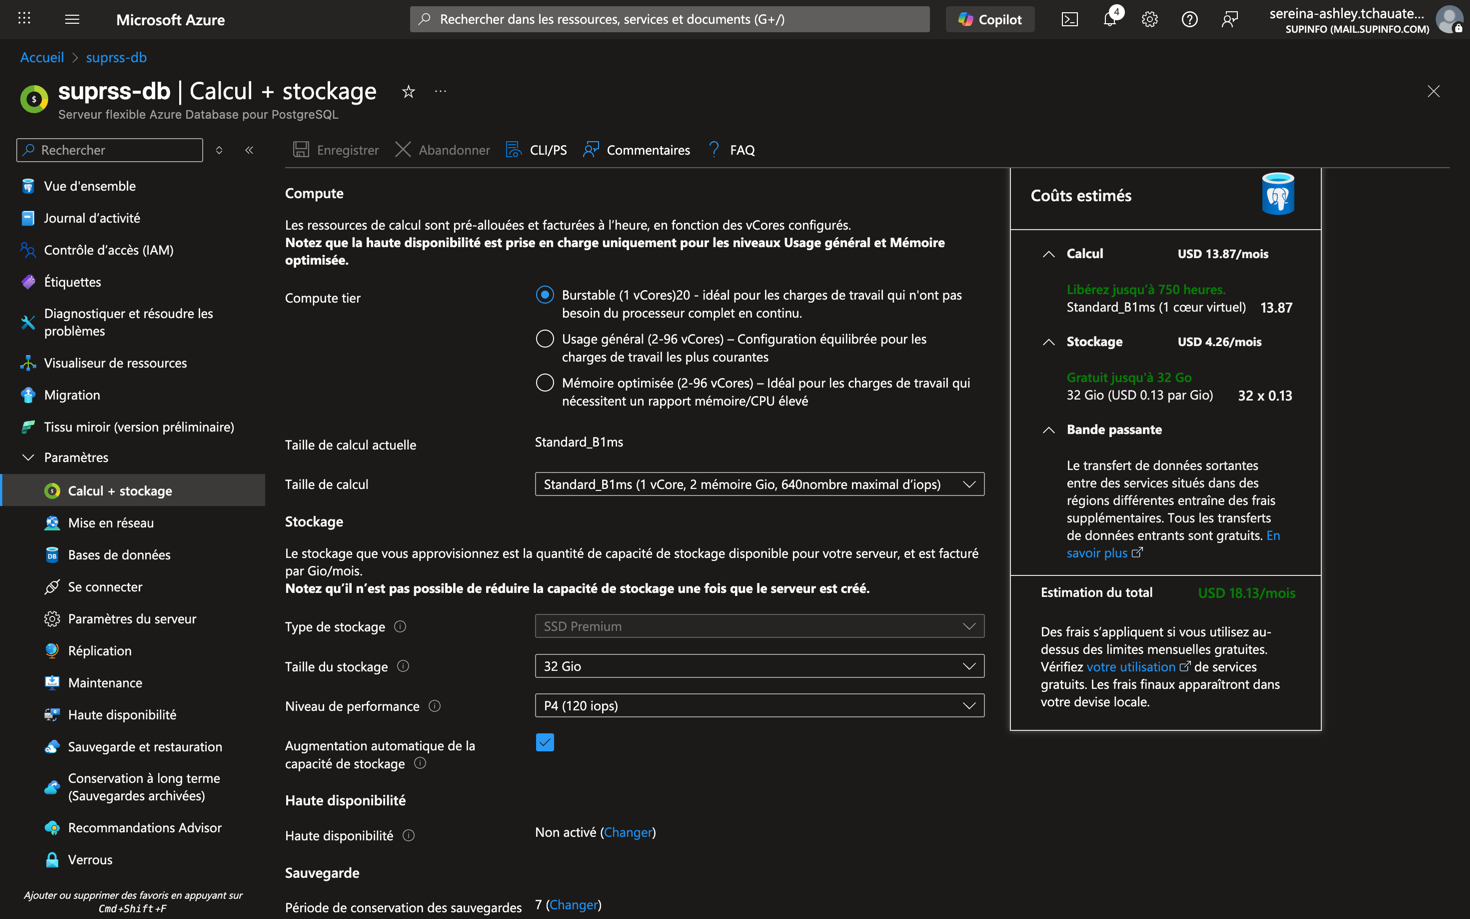 Microsoft Azure
Rechercher dans les ressources, services et documents (G+/)
Copilot
4
sereina-ashley.tchauate...
SUPINFO (MAIL.SUPINFO.COM)
Accueil > suprss-db
suprss-db | Calcul + stockage
Serveur flexible Azure Database pour PostgreSQL
Rechercher
Vue d'ensemble
Journal d’activité
Contrôle d’accès (IAM)
Étiquettes
Diagnostiquer et résoudre les
problèmes
Visualiseur de ressources
Migration
Tissu miroir (version préliminaire)
Paramètres
Calcul + stockage
Mise en réseau
Bases de données
Se connecter
Paramètres du serveur
Réplication
Maintenance
Haute disponibilité
Sauvegarde et restauration
Conservation à long terme
(Sauvegardes archivées)
Recommandations Advisor
Verrous
Ajouter ou supprimer des favoris en appuyant sur
Cmd+Shift+F
Enregistrer
Abandonner
CLI/PS
Commentaires
FAQ
Compute
Les ressources de calcul sont pré-allouées et facturées à l’heure, en fonction des vCores configurés.
Notez que la haute disponibilité est prise en charge uniquement pour les niveaux Usage général et Mémoire
optimisée.
Compute tier
Burstable (1 vCores)20 - idéal pour les charges de travail qui n'ont pas
besoin du processeur complet en continu.
Usage général (2-96 vCores) – Configuration équilibrée pour les
charges de travail les plus courantes
Mémoire optimisée (2-96 vCores) – Idéal pour les charges de travail qui
nécessitent un rapport mémoire/CPU élevé
Taille de calcul actuelle
Standard_B1ms
Taille de calcul
Standard_B1ms (1 vCore, 2 mémoire Gio, 640nombre maximal d’iops)
Stockage
Le stockage que vous approvisionnez est la quantité de capacité de stockage disponible pour votre serveur, et est facturé
par Gio/mois.
Notez qu’il n’est pas possible de réduire la capacité de stockage une fois que le serveur est créé.
Type de stockage
SSD Premium
Taille du stockage
32 Gio
Niveau de performance
P4 (120 iops)
Augmentation automatique de la
capacité de stockage
Haute disponibilité
Haute disponibilité
Non activé (Changer)
Sauvegarde
Période de conservation des sauvegardes
7 (Changer)
Coûts estimés
Calcul USD 13.87/mois
Libérez jusqu’à 750 heures.
Standard_B1ms (1 cœur virtuel) 13.87
Stockage USD 4.26/mois
Gratuit jusqu'à 32 Go
32 Gio (USD 0.13 par Gio) 32 x 0.13
Bande passante
Le transfert de données sortantes
entre des services situés dans des
régions différentes entraîne des frais
supplémentaires. Tous les transferts
de données entrants sont gratuits. En
savoir plus
Estimation du total USD 18.13/mois
Des frais s’appliquent si vous utilisez au-
dessus des limites mensuelles gratuites.
Vérifiez votre utilisation de services
gratuits. Les frais finaux apparaîtront dans
votre devise locale.